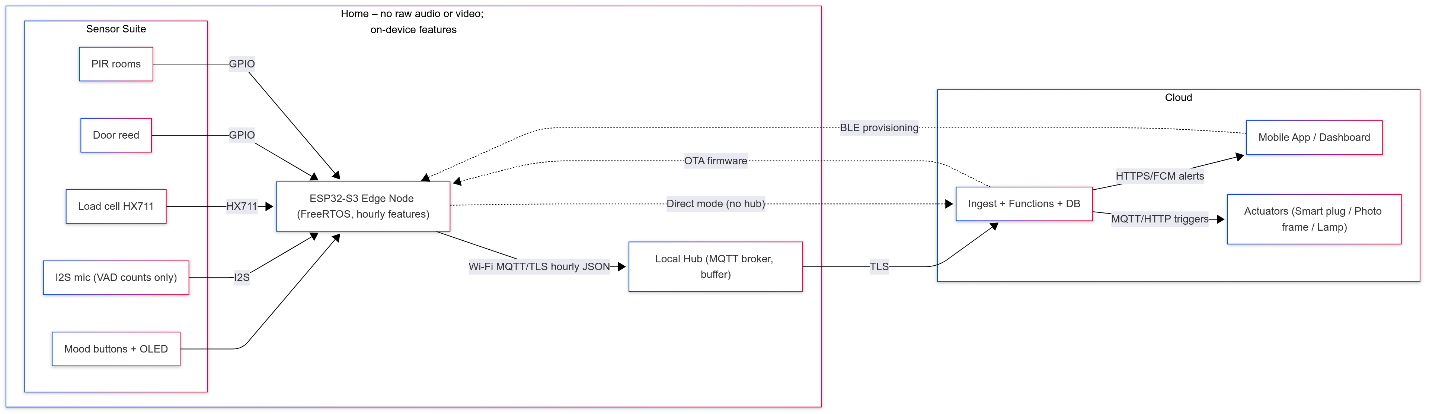 Home – no raw audio or video;
on-device features
Sensor Suite
PIR rooms
GPIO
Door reed
GPIO
Load cell HX711
HX711
I2S mic (VAD counts only)
I2S
Mood buttons + OLED
ESP32-S3 Edge Node
(FreeRTOS, hourly features)
Wi-Fi MQTT/TLS hourly JSON
Local Hub (MQTT broker,
buffer)
BLE provisioning
OTA firmware
Direct mode (no hub)
TLS
Cloud
Ingest + Functions + DB
HTTPS/FCM alerts
MQTT/HTTP triggers
Mobile App / Dashboard
Actuators (Smart plug / Photo
frame / Lamp)